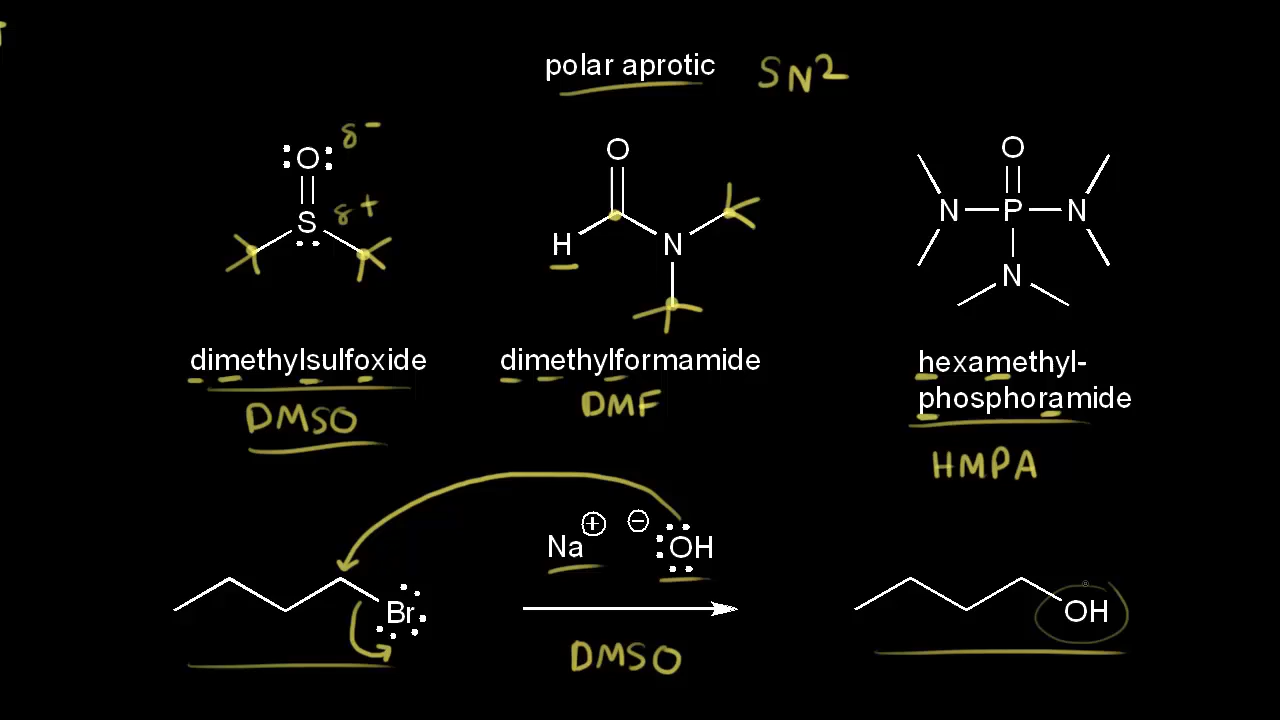 polar aprotic SN2
O δ-
S δ+
O
H N
O
N P N
N
dimethylsulfoxide
DMSO
dimethylformamide
DMF
hexamethyl-
phosphoramide
HMPA
Na⊕ ⊖OH
Br
DMSO
OH